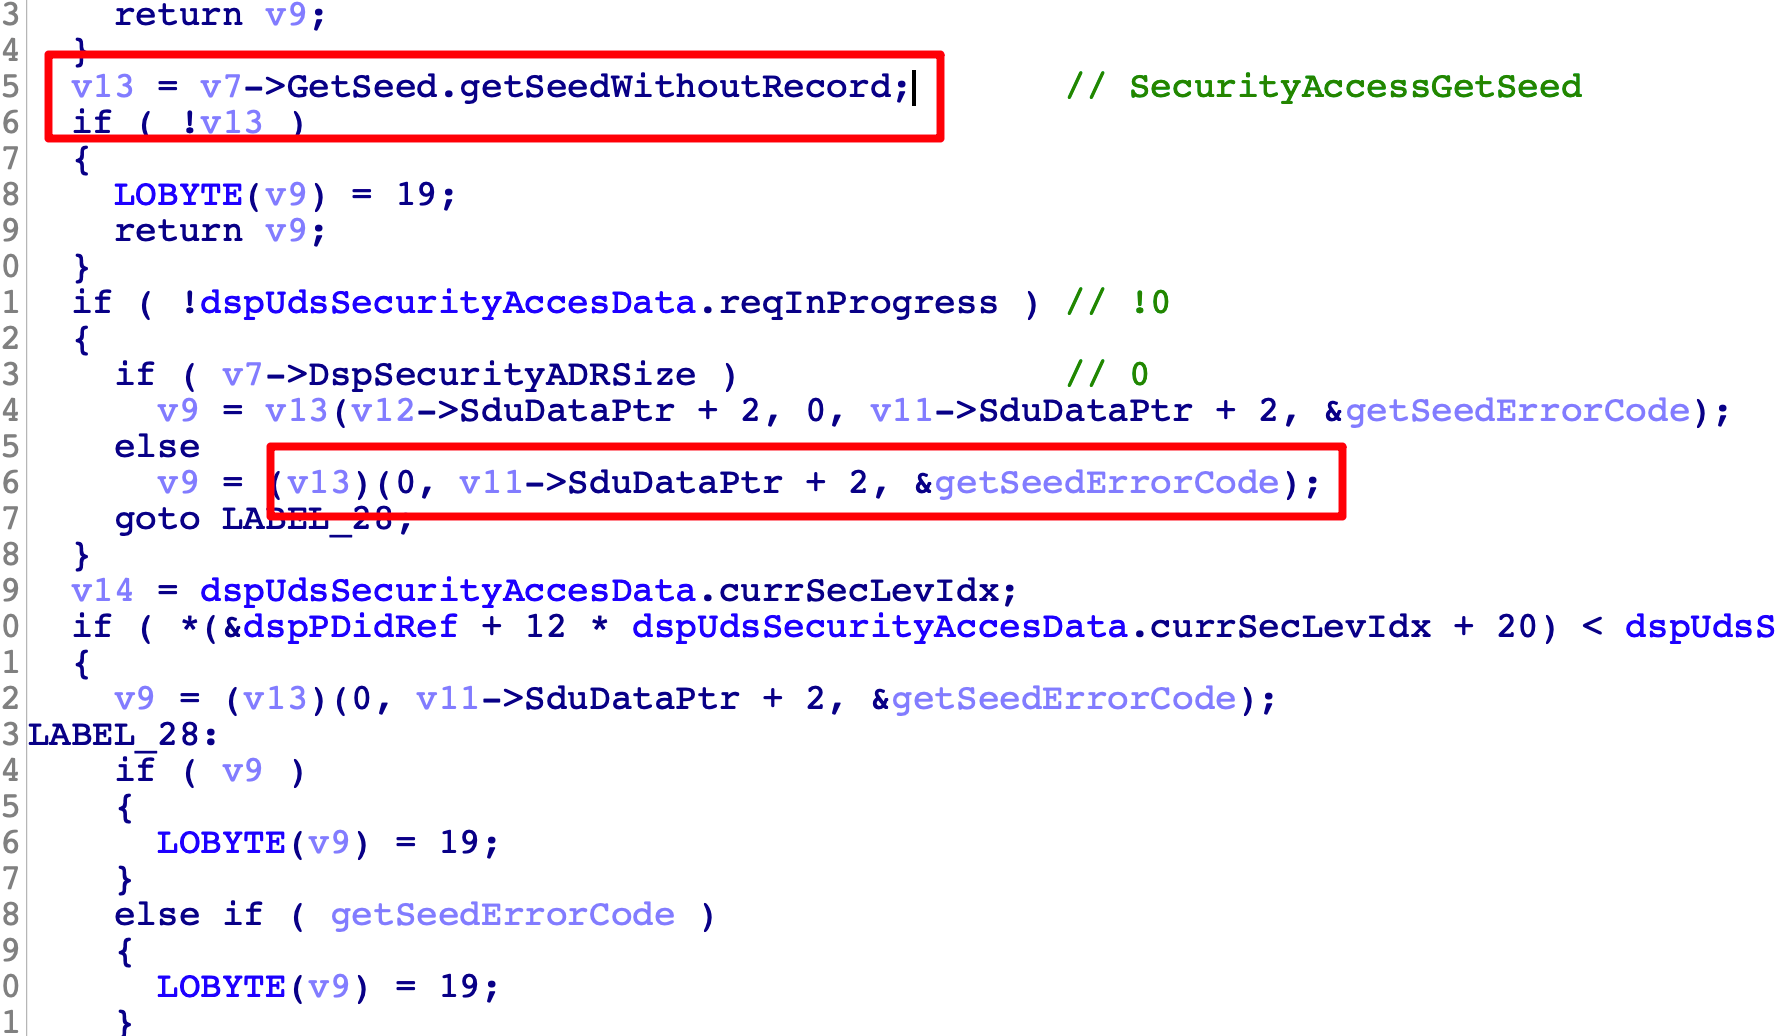 3 return v9;
4 }
5 v13 = v7->GetSeed.getSeedWithoutRecord; // SecurityAccessGetSeed
6 if ( !v13 )
7 {
8 LOBYTE(v9) = 19;
9 return v9;
0 }
1 if ( !dspUdsSecurityAccesData.reqInProgress ) // !0
2 {
3 if ( v7->DspSecurityADRSize ) // 0
4 v9 = v13(v12->SduDataPtr + 2, 0, v11->SduDataPtr + 2, &getSeedErrorCode);
5 else
6 v9 = (v13)(0, v11->SduDataPtr + 2, &getSeedErrorCode);
7 goto LABEL_28;
8 }
9 v14 = dspUdsSecurityAccesData.currSecLevIdx;
0 if ( *(&dspPDidRef + 12 * dspUdsSecurityAccesData.currSecLevIdx + 20) < dspUdsS
1 {
2 v9 = (v13)(0, v11->SduDataPtr + 2, &getSeedErrorCode);
3 LABEL_28:
4 if ( v9 )
5 {
6 LOBYTE(v9) = 19;
7 }
8 else if ( getSeedErrorCode )
9 {
0 LOBYTE(v9) = 19;
1 }